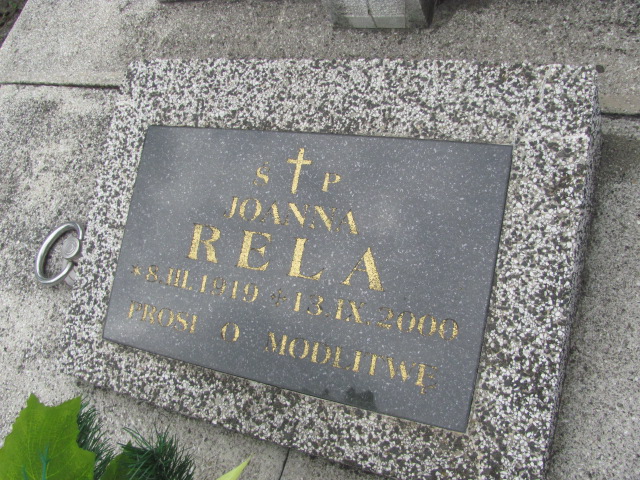 Ś P
JOANNA
RELA
*8.III.1919 +13.IX.2000
PROSI O MODLITWĘ